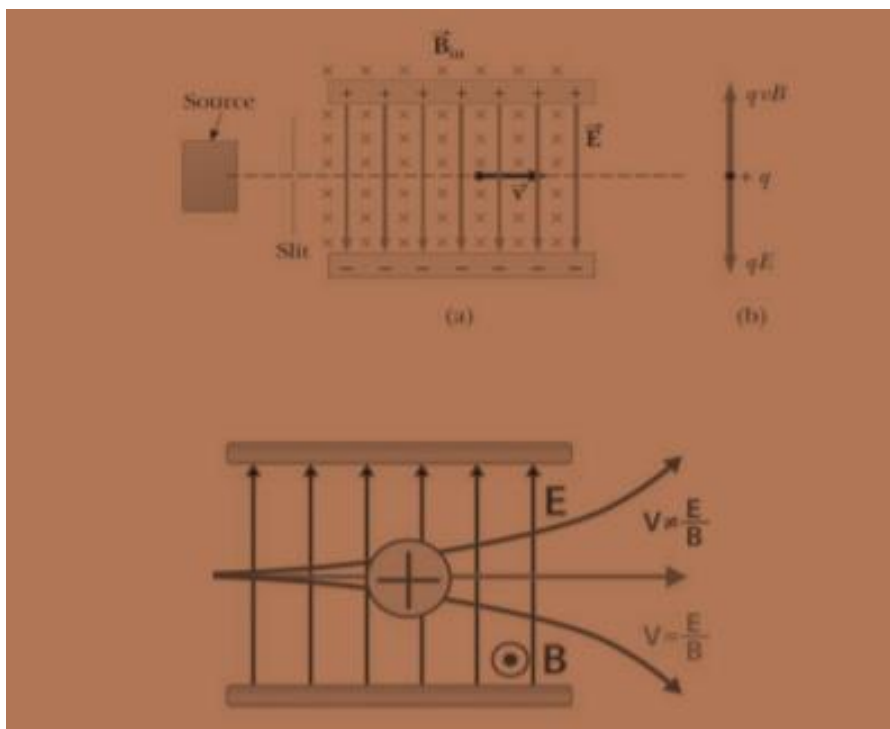 B⃗in
Source
+ + + + + + +
E⃗
v⃗
Slit
− − − − − − −
(a)
qvB
+ q
qE
(b)
E
V ≠ E/B
V = E/B
B